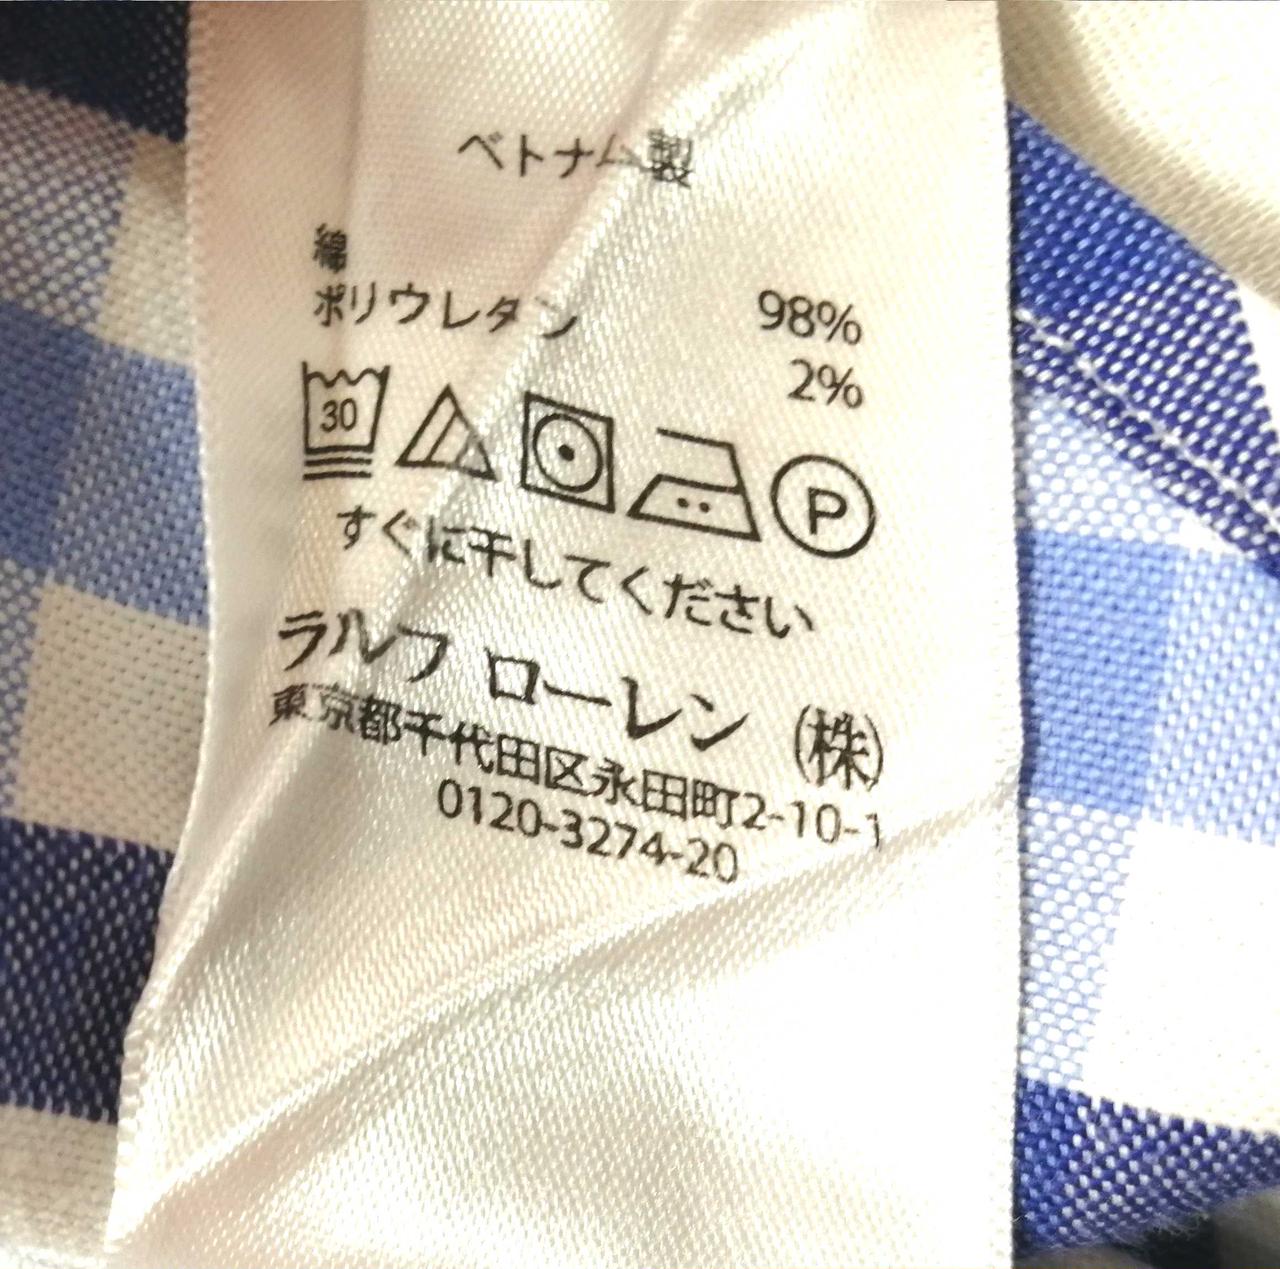 ベトナム製
綿 98%
ポリウレタン 2%
30
P
すぐに干してください
ラルフ ローレン (株)
東京都千代田区永田町2-10-1
0120-3274-20